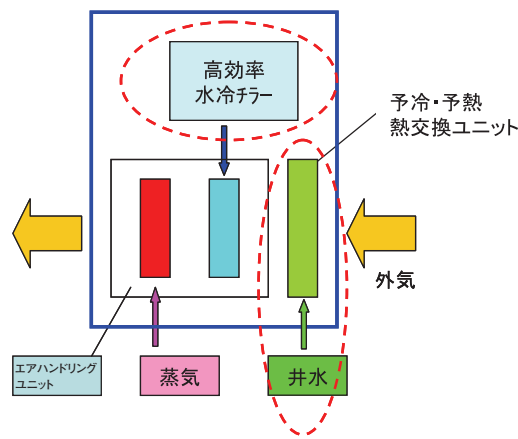 高効率
水冷チラー
予冷・予熱
熱交換ユニット
外気
エアハンドリング
ユニット
蒸気
井水